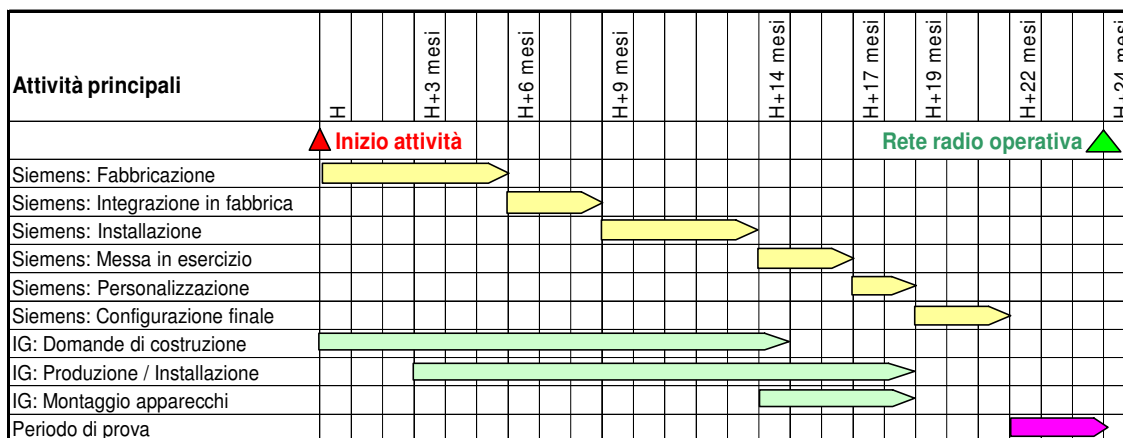 Attività principali
H
H+3 mesi
H+6 mesi
H+9 mesi
H+14 mesi
H+17 mesi
H+19 mesi
H+22 mesi
H+24 mesi
Inizio attività
Rete radio operativa
Siemens: Fabbricazione
Siemens: Integrazione in fabbrica
Siemens: Installazione
Siemens: Messa in esercizio
Siemens: Personalizzazione
Siemens: Configurazione finale
IG: Domande di costruzione
IG: Produzione / Installazione
IG: Montaggio apparecchi
Periodo di prova